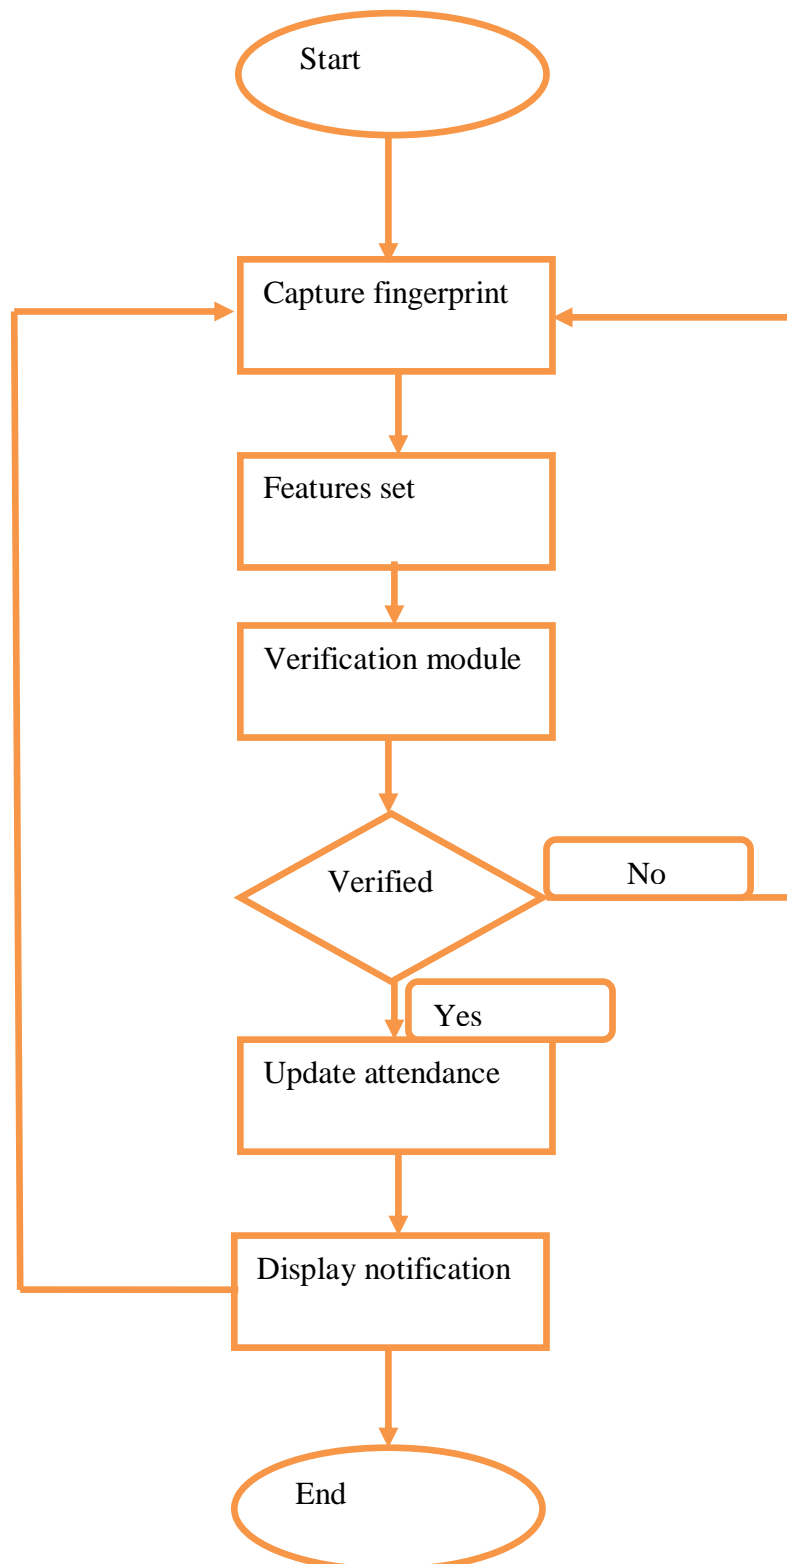 Start
Capture fingerprint
Features set
Verification module
Verified
No
Yes
Update attendance
Display notification
End